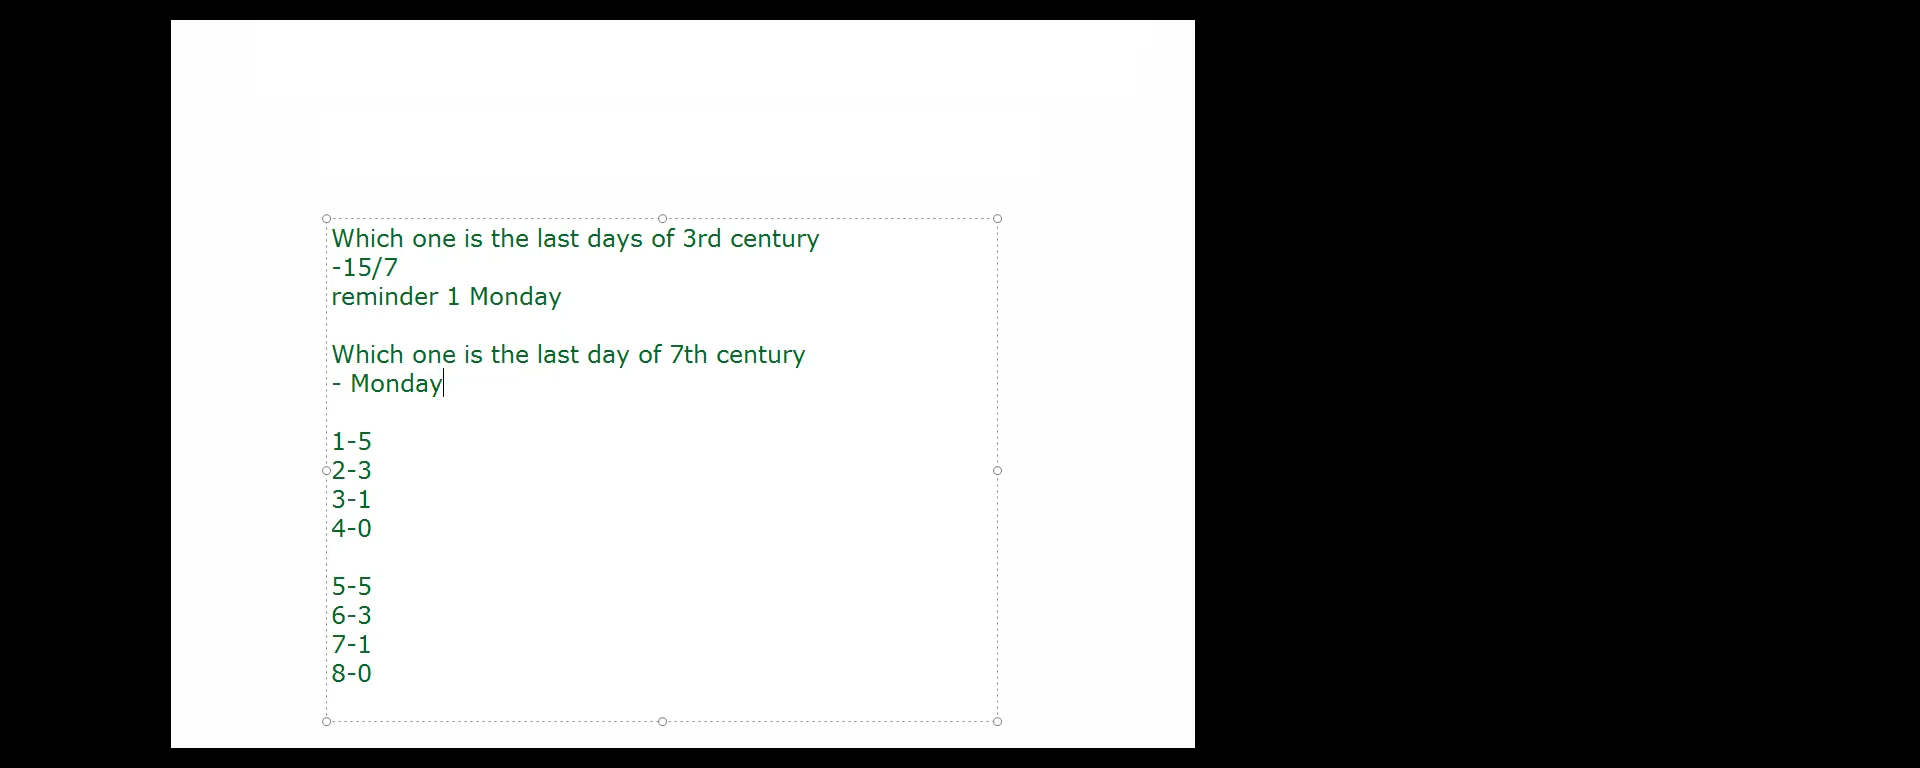 Which one is the last days of 3rd century
-15/7
reminder 1 Monday
Which one is the last day of 7th century
- Monday
1-5
2-3
3-1
4-0
5-5
6-3
7-1
8-0